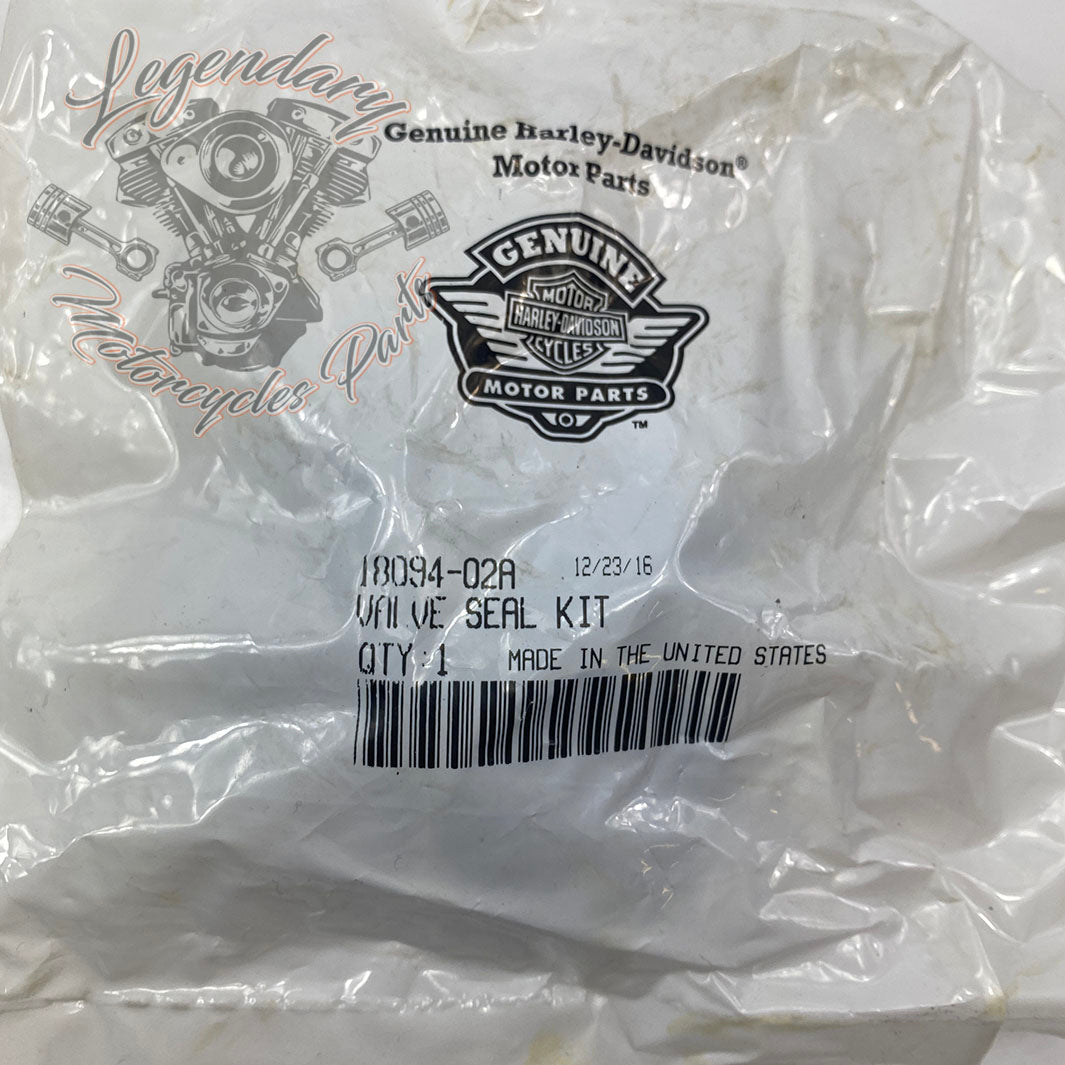 Legendary
Motorcycles Parts
Genuine Harley-Davidson®
Motor Parts
GENUINE
MOTOR
HARLEY-DAVIDSON
CYCLES
MOTOR PARTS
™
18094-02A 12/23/16
VALVE SEAL KIT
QTY:1 MADE IN THE UNITED STATES